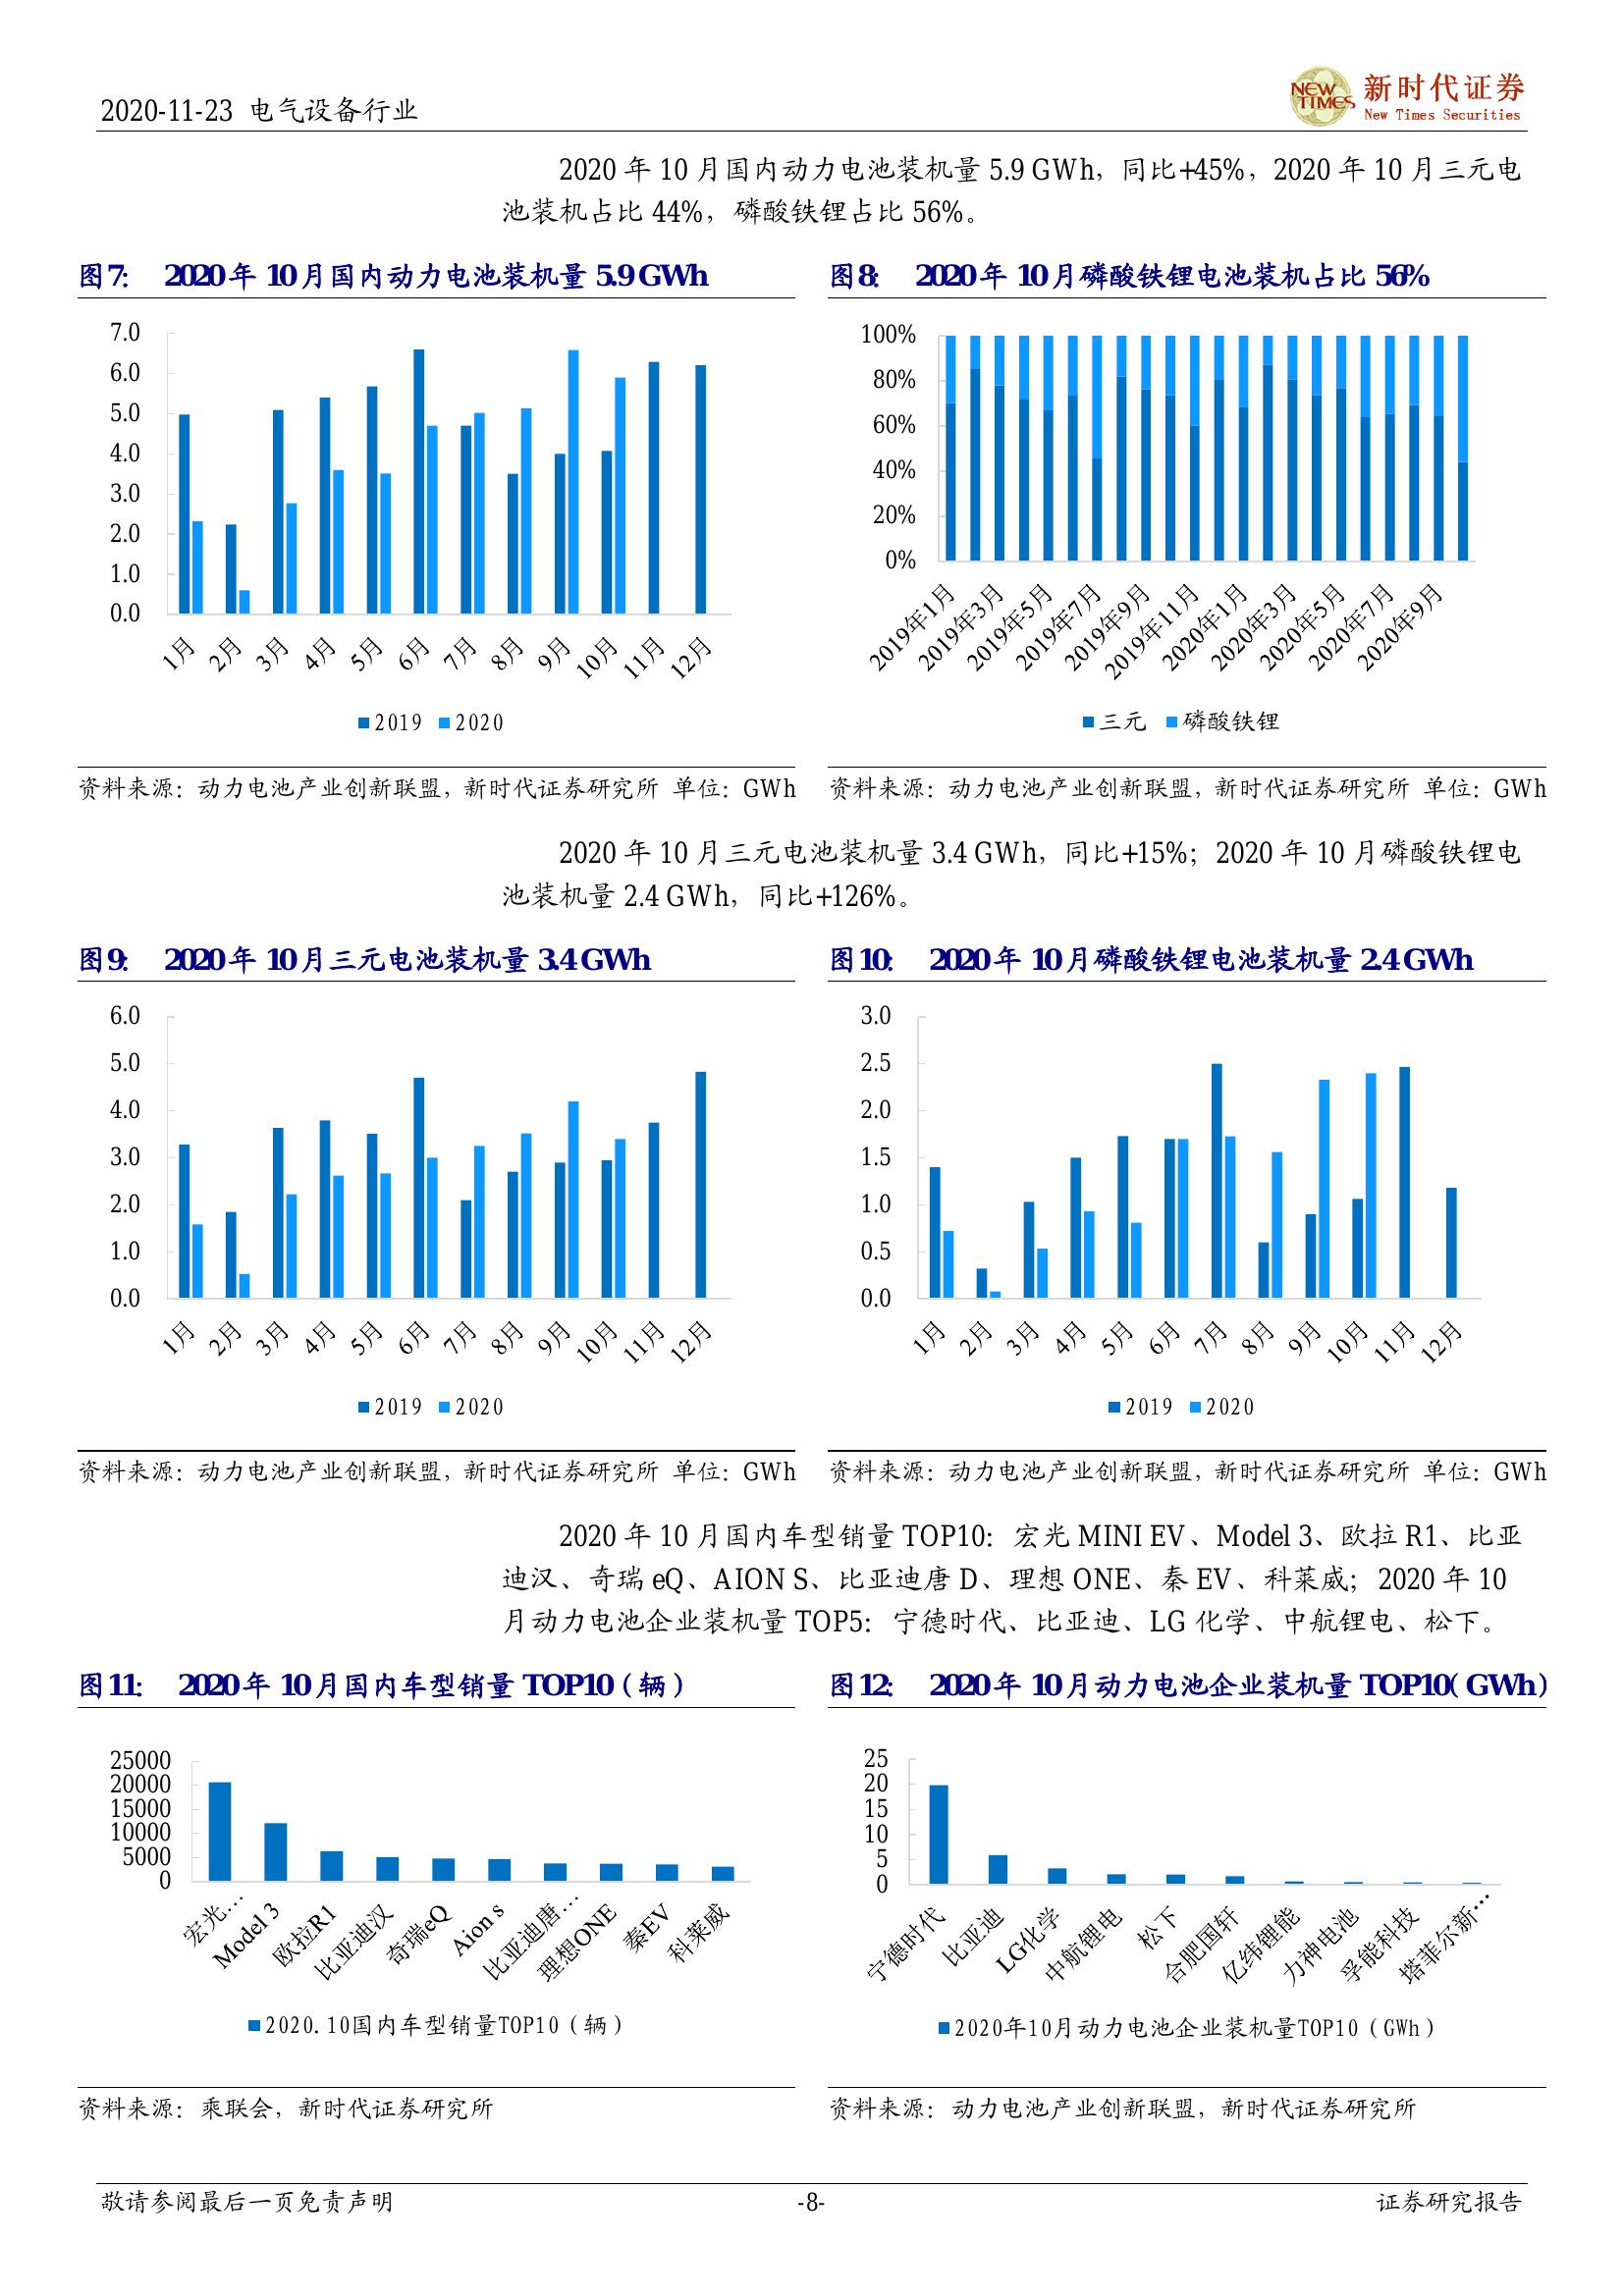 2020-11-23 电气设备行业
NEW TIMES
新时代证券
New Times Securities
2020 年 10 月国内动力电池装机量 5.9 GWh，同比+45%，2020 年 10 月三元电
池装机占比 44%，磷酸铁锂占比 56%。
图7： 2020 年 10 月国内动力电池装机量 5.9 GWh
7.0
6.0
5.0
4.0
3.0
2.0
1.0
0.0
1月 2月 3月 4月 5月 6月 7月 8月 9月 10月 11月 12月
2019 2020
资料来源：动力电池产业创新联盟，新时代证券研究所 单位：GWh
图8： 2020 年 10 月磷酸铁锂电池装机占比 56%
100%
80%
60%
40%
20%
0%
2019年1月 2019年3月 2019年5月 2019年7月 2019年9月 2019年11月 2020年1月 2020年3月 2020年5月 2020年7月 2020年9月
三元 磷酸铁锂
资料来源：动力电池产业创新联盟，新时代证券研究所 单位：GWh
2020 年 10 月三元电池装机量 3.4 GWh，同比+15%；2020 年 10 月磷酸铁锂电
池装机量 2.4 GWh，同比+126%。
图9： 2020 年 10 月三元电池装机量 3.4 GWh
6.0
5.0
4.0
3.0
2.0
1.0
0.0
1月 2月 3月 4月 5月 6月 7月 8月 9月 10月 11月 12月
2019 2020
资料来源：动力电池产业创新联盟，新时代证券研究所 单位：GWh
图10： 2020 年 10 月磷酸铁锂电池装机量 2.4 GWh
3.0
2.5
2.0
1.5
1.0
0.5
0.0
1月 2月 3月 4月 5月 6月 7月 8月 9月 10月 11月 12月
2019 2020
资料来源：动力电池产业创新联盟，新时代证券研究所 单位：GWh
2020 年 10 月国内车型销量 TOP10：宏光 MINI EV、Model 3、欧拉 R1、比亚
迪汉、奇瑞 eQ、AION S、比亚迪唐 D、理想 ONE、秦 EV、科莱威；2020 年 10
月动力电池企业装机量 TOP5：宁德时代、比亚迪、LG 化学、中航锂电、松下。
图11： 2020 年 10 月国内车型销量 TOP10（辆）
25000
20000
15000
10000
5000
0
宏光… Model 3 欧拉R1 比亚迪汉 奇瑞eQ Aion s 比亚迪唐… 理想ONE 秦EV 科莱威
2020.10国内车型销量TOP10（辆）
资料来源：乘联会，新时代证券研究所
图12： 2020 年 10 月动力电池企业装机量 TOP10（GWh）
25
20
15
10
5
0
宁德时代 比亚迪 LG化学 中航锂电 松下 合肥国轩 亿纬锂能 力神电池 孚能科技 塔菲尔新…
2020年10月动力电池企业装机量TOP10（GWh）
资料来源：动力电池产业创新联盟，新时代证券研究所
敬请参阅最后一页免责声明 -8- 证券研究报告